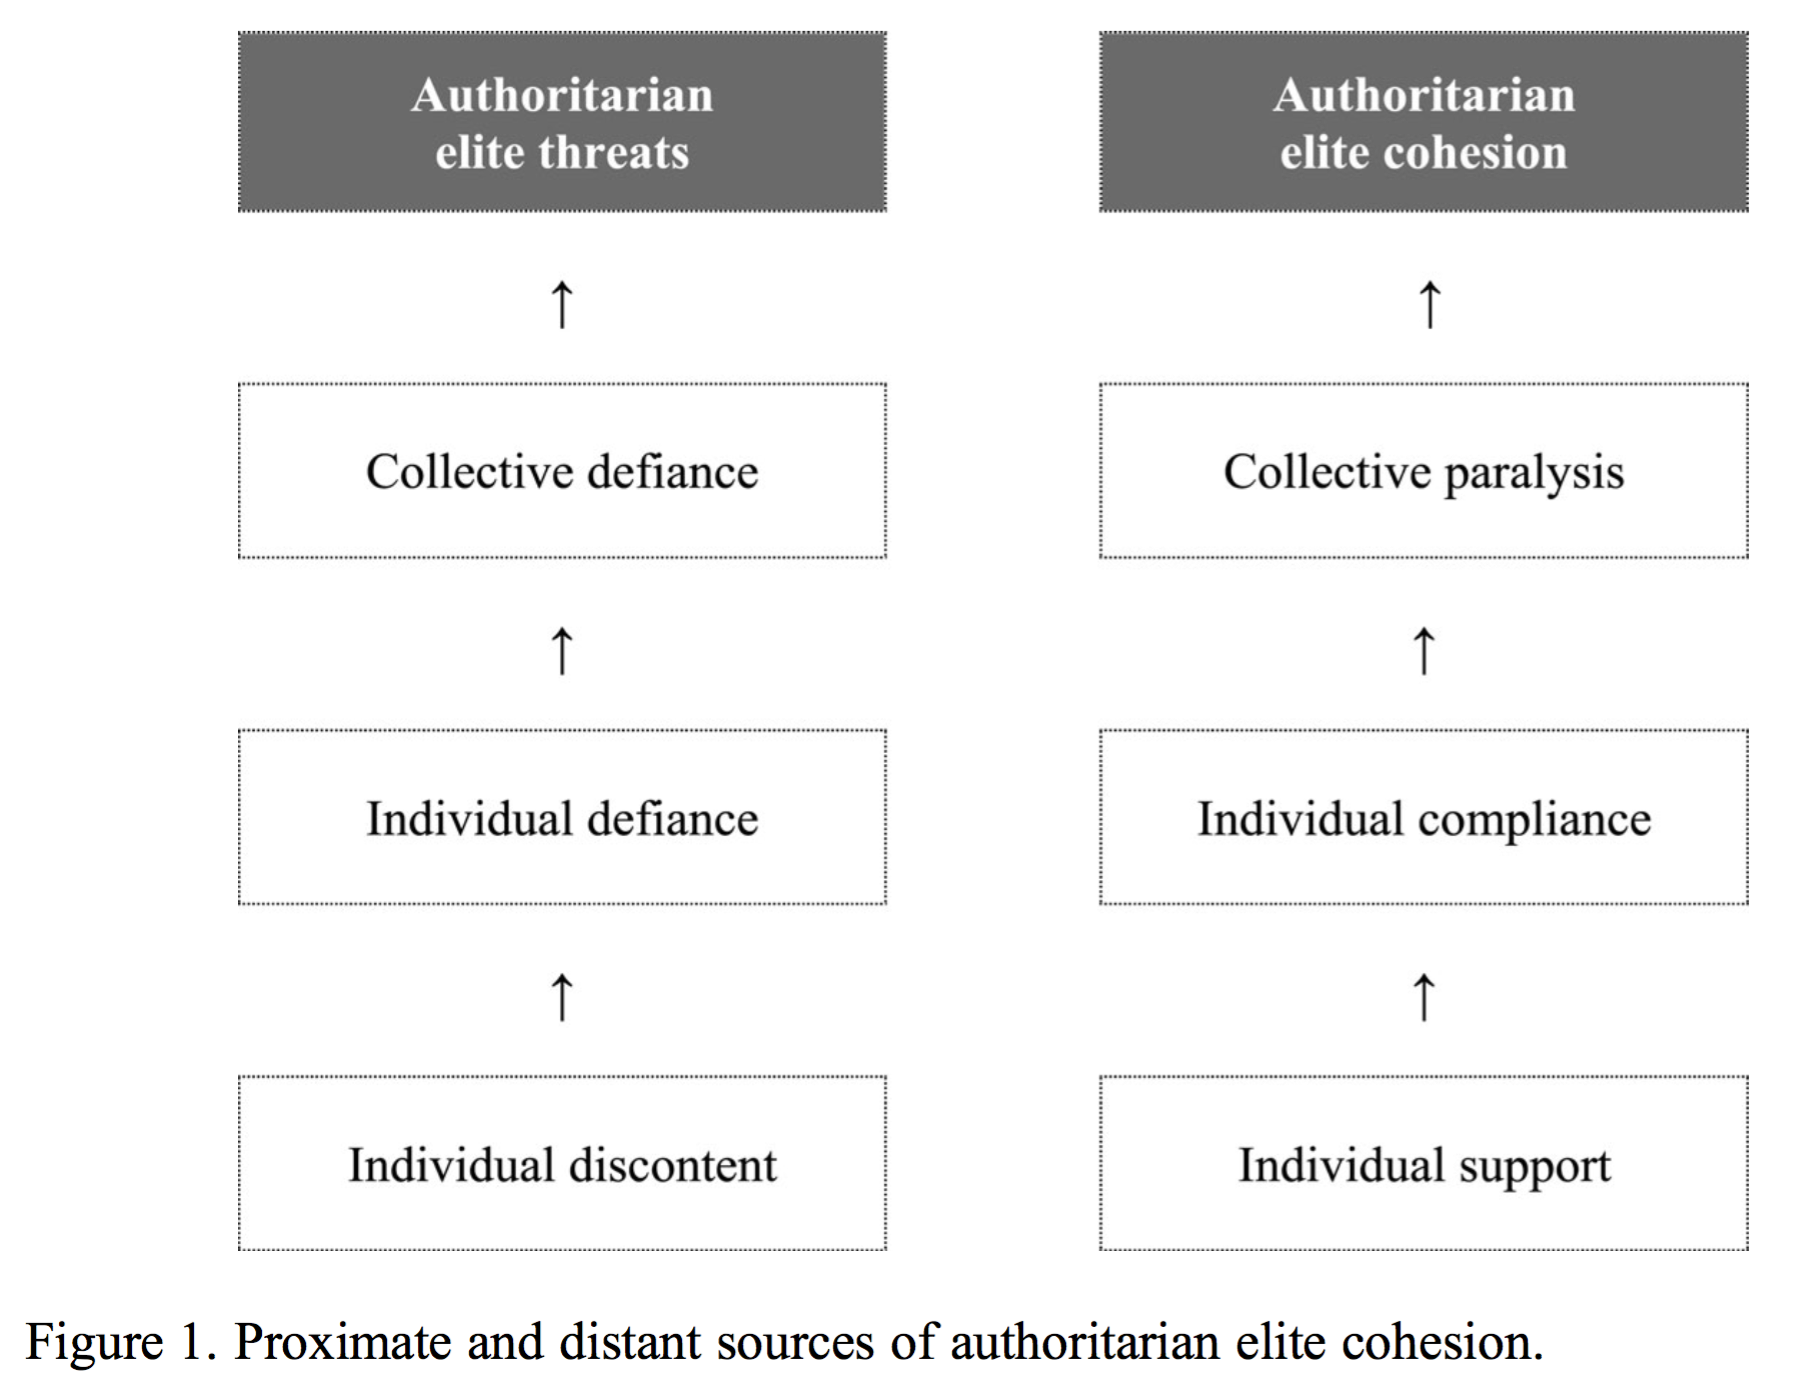 Authoritarian
elite threats
Authoritarian
elite cohesion
↑
↑
Collective defiance
Collective paralysis
↑
↑
Individual defiance
Individual compliance
↑
↑
Individual discontent
Individual support
Figure 1. Proximate and distant sources of authoritarian elite cohesion.